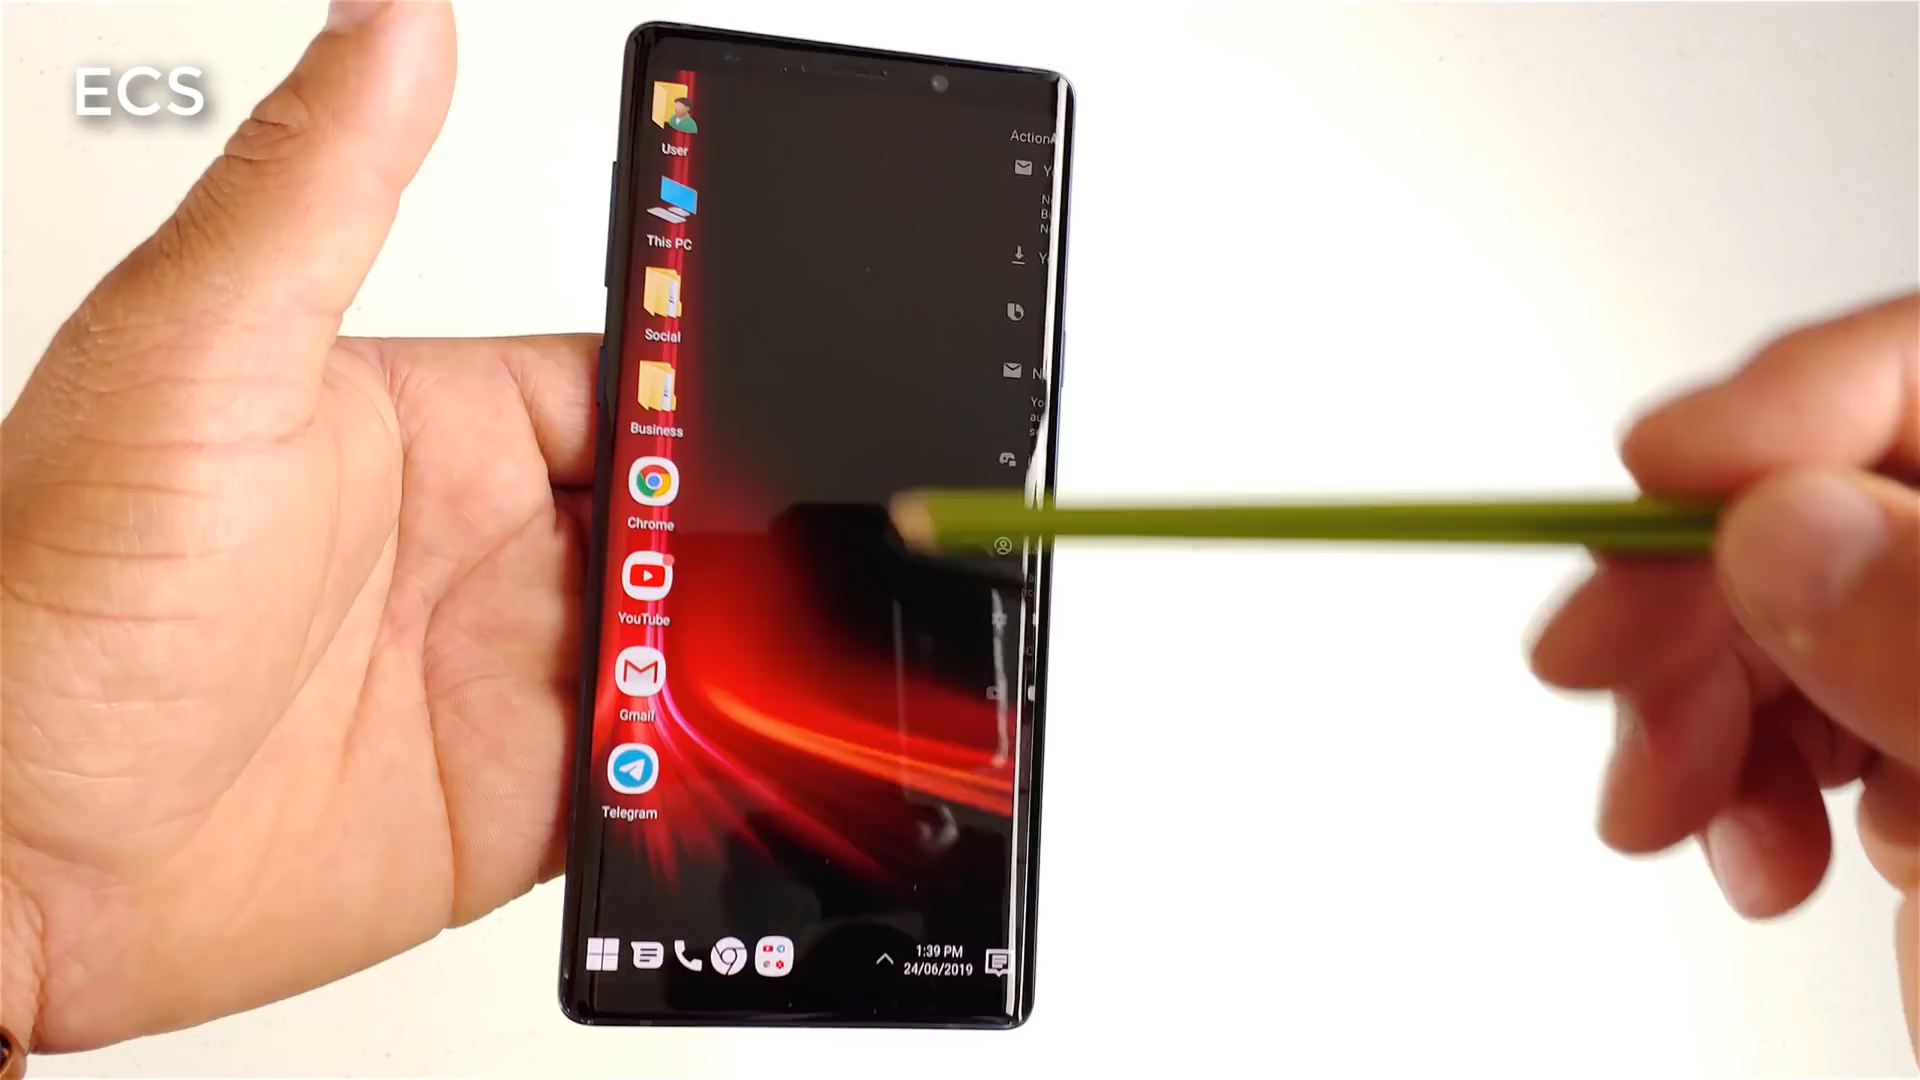 ECS
User
This PC
Social
Business
Chrome
YouTube
Gmail
Telegram
Action
1:39 PM
24/06/2019